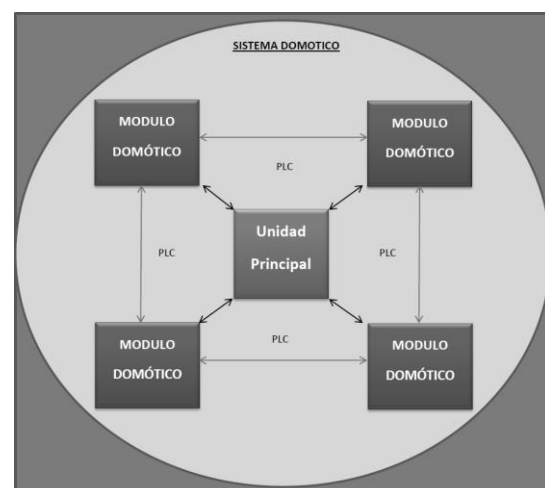 SISTEMA DOMOTICO
MODULO
DOMÓTICO
MODULO
DOMÓTICO
PLC
Unidad
Principal
PLC
PLC
PLC
MODULO
DOMÓTICO
MODULO
DOMÓTICO